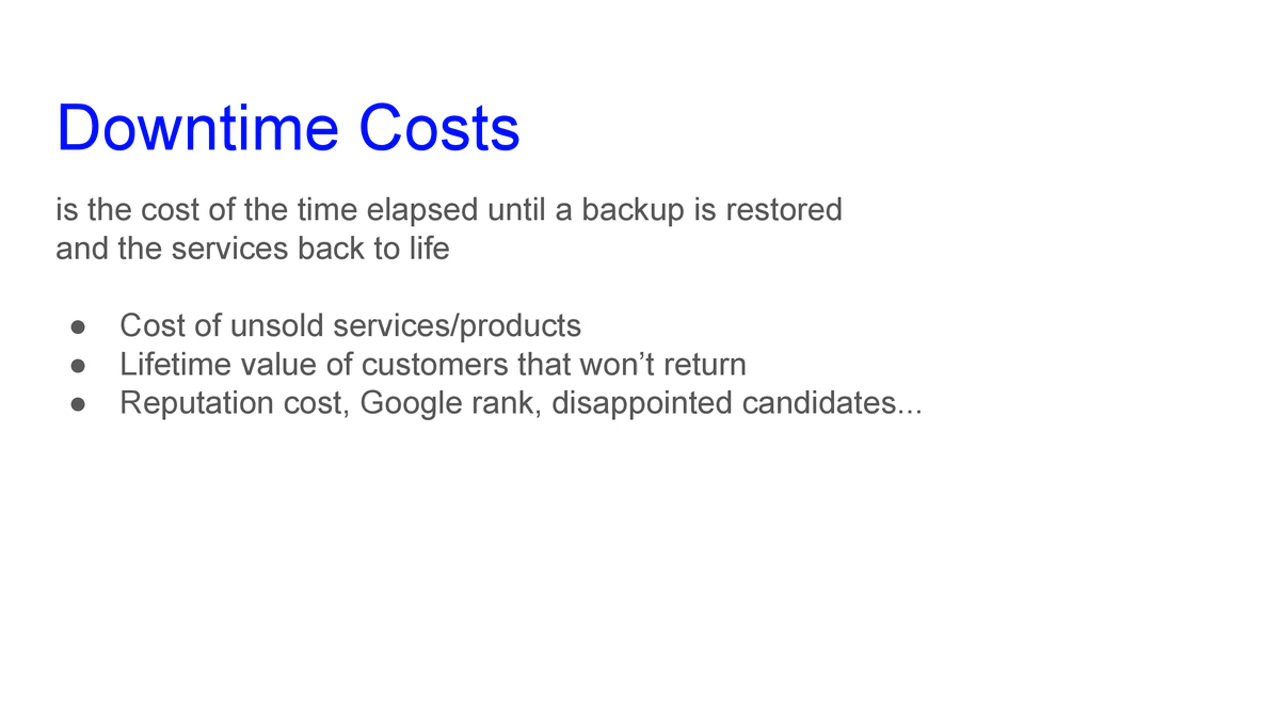 Downtime Costs
is the cost of the time elapsed until a backup is restored
and the services back to life
● Cost of unsold services/products
● Lifetime value of customers that won’t return
● Reputation cost, Google rank, disappointed candidates...